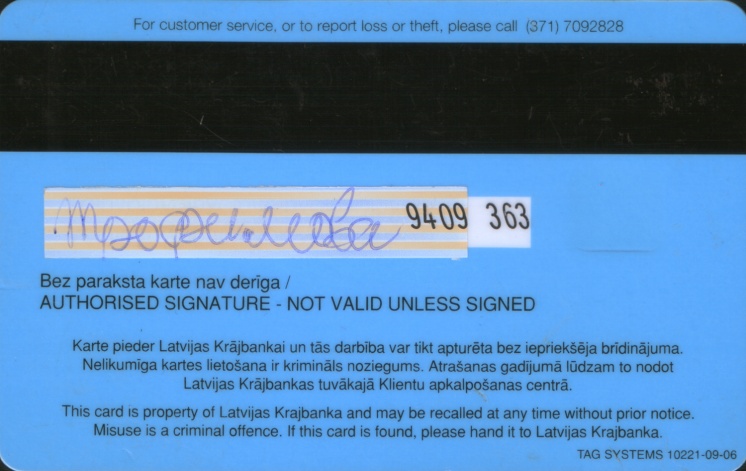 For customer service, or to report loss or theft, please call (371) 7092828
Трофимова 9409 363
Bez paraksta karte nav derīga /
AUTHORISED SIGNATURE - NOT VALID UNLESS SIGNED
Karte pieder Latvijas Krājbankai un tās darbība var tikt apturēta bez iepriekšēja brīdinājuma.
Nelikumīga kartes lietošana ir krimināls noziegums. Atrašanas gadījumā lūdzam to nodot
Latvijas Krājbankas tuvākajā Klientu apkalpošanas centrā.
This card is property of Latvijas Krajbanka and may be recalled at any time without prior notice.
Misuse is a criminal offence. If this card is found, please hand it to Latvijas Krajbanka.
TAG SYSTEMS 10221-09-06